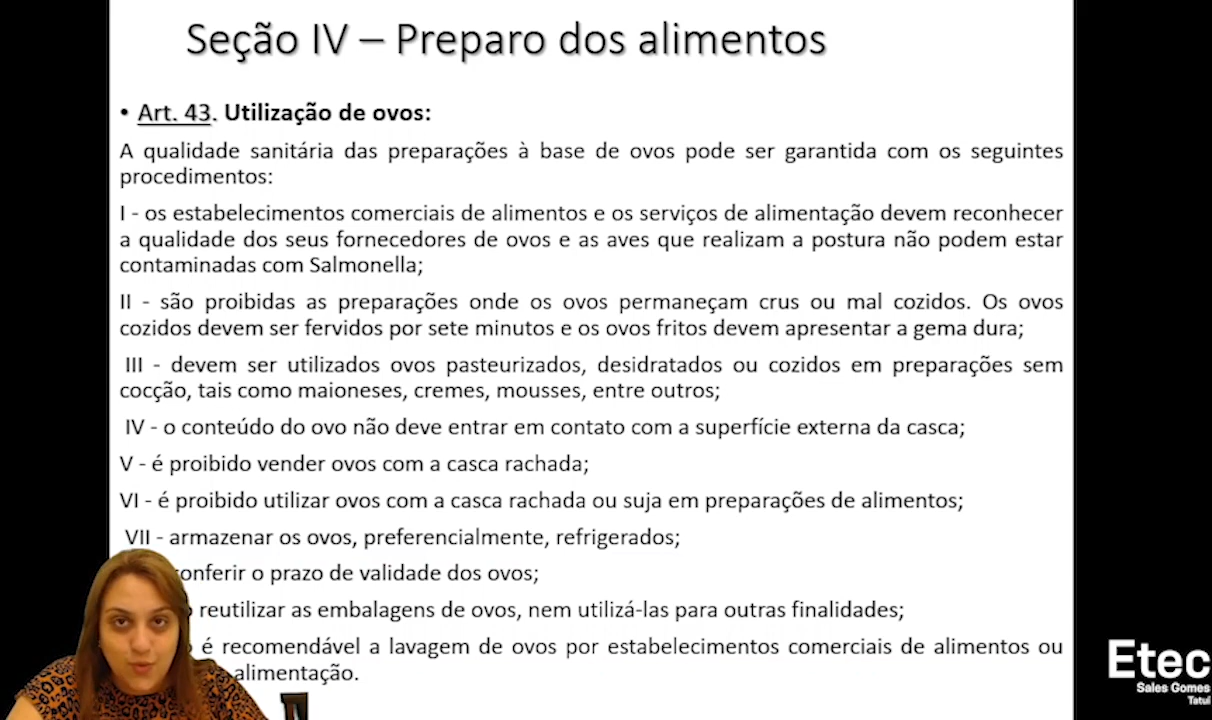 Seção IV – Preparo dos alimentos
• Art. 43. Utilização de ovos:
A qualidade sanitária das preparações à base de ovos pode ser garantida com os seguintes
procedimentos:
I - os estabelecimentos comerciais de alimentos e os serviços de alimentação devem reconhecer
a qualidade dos seus fornecedores de ovos e as aves que realizam a postura não podem estar
contaminadas com Salmonella;
II - são proibidas as preparações onde os ovos permaneçam crus ou mal cozidos. Os ovos
cozidos devem ser fervidos por sete minutos e os ovos fritos devem apresentar a gema dura;
III - devem ser utilizados ovos pasteurizados, desidratados ou cozidos em preparações sem
cocção, tais como maioneses, cremes, mousses, entre outros;
IV - o conteúdo do ovo não deve entrar em contato com a superfície externa da casca;
V - é proibido vender ovos com a casca rachada;
VI - é proibido utilizar ovos com a casca rachada ou suja em preparações de alimentos;
VII - armazenar os ovos, preferencialmente, refrigerados;
conferir o prazo de validade dos ovos;
reutilizar as embalagens de ovos, nem utilizá-las para outras finalidades;
é recomendável a lavagem de ovos por estabelecimentos comerciais de alimentos ou
alimentação.
Etec
Sales Gomes
Tatuí